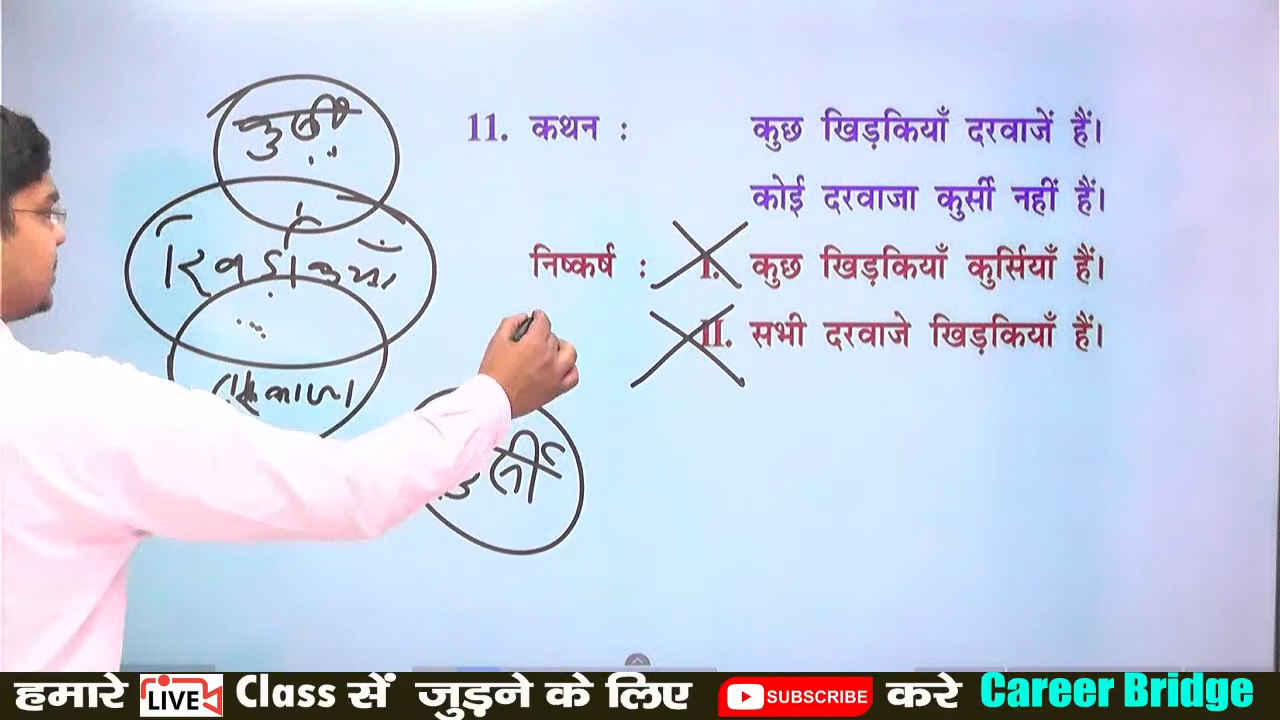 11. कथन : कुछ खिड़कियाँ दरवाजें हैं।
कोई दरवाजा कुर्सी नहीं हैं।
निष्कर्ष : I. कुछ खिड़कियाँ कुर्सियाँ हैं।
II. सभी दरवाजे खिड़कियाँ हैं।
कुर्सी
खिड़कियाँ
हमारे LIVE Class सें जुड़ने के लिए SUBSCRIBE करे Career Bridge